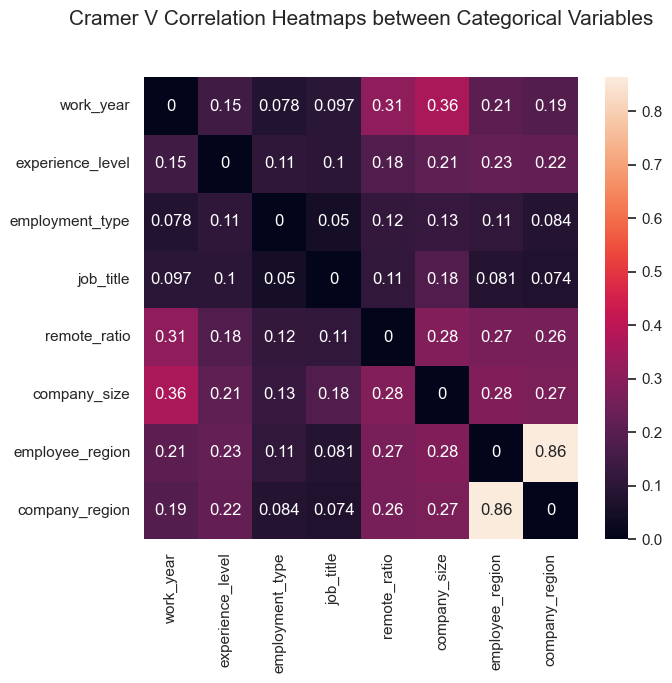 Cramer V Correlation Heatmaps between Categorical Variables
work_year 0 0.15 0.078 0.097 0.31 0.36 0.21 0.19
experience_level 0.15 0 0.11 0.1 0.18 0.21 0.23 0.22
employment_type 0.078 0.11 0 0.05 0.12 0.13 0.11 0.084
job_title 0.097 0.1 0.05 0 0.11 0.18 0.081 0.074
remote_ratio 0.31 0.18 0.12 0.11 0 0.28 0.27 0.26
company_size 0.36 0.21 0.13 0.18 0.28 0 0.28 0.27
employee_region 0.21 0.23 0.11 0.081 0.27 0.28 0 0.86
company_region 0.19 0.22 0.084 0.074 0.26 0.27 0.86 0
work_year
experience_level
employment_type
job_title
remote_ratio
company_size
employee_region
company_region
0.8
0.7
0.6
0.5
0.4
0.3
0.2
0.1
0.0